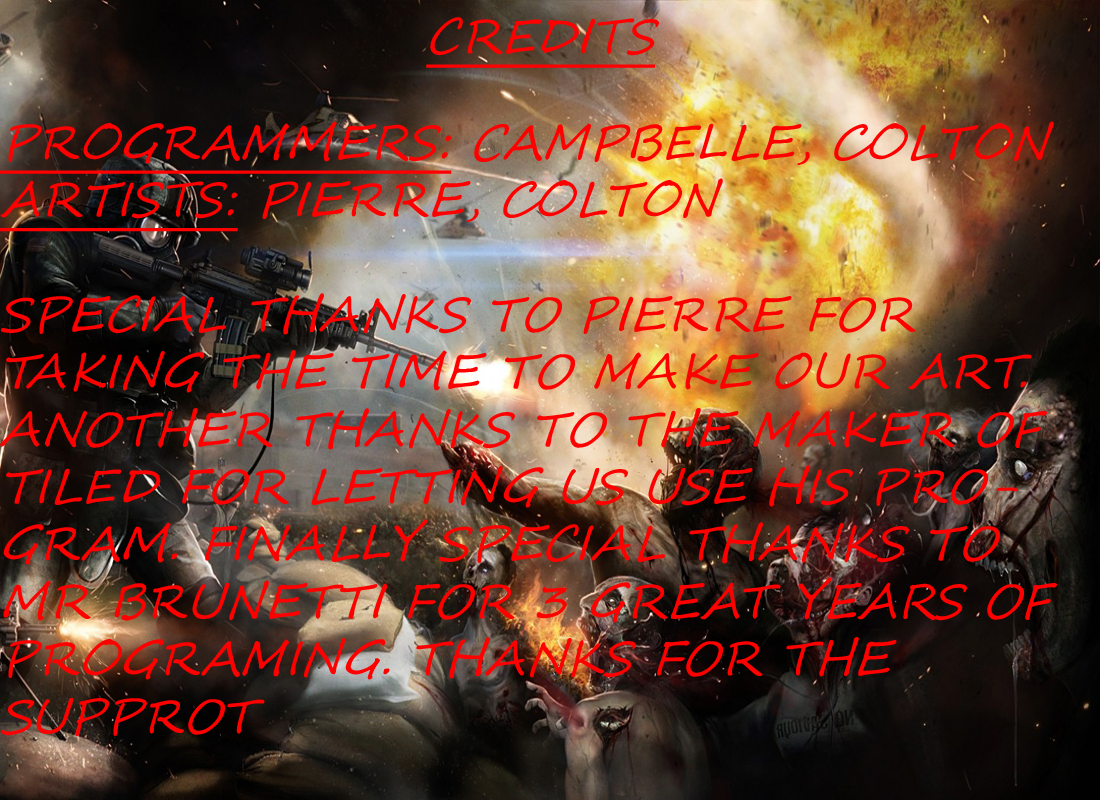 CREDITS
PROGRAMMERS: CAMPBELLE, COLTON
ARTISTS: PIERRE, COLTON
SPECIAL THANKS TO PIERRE FOR
TAKING THE TIME TO MAKE OUR ART.
ANOTHER THANKS TO THE MAKER OF
TILED FOR LETTING US USE HIS PRO-
GRAM. FINALLY SPECIAL THANKS TO
MR BRUNETTI FOR 3 GREAT YEARS OF
PROGRAMING. THANKS FOR THE
SUPPROT